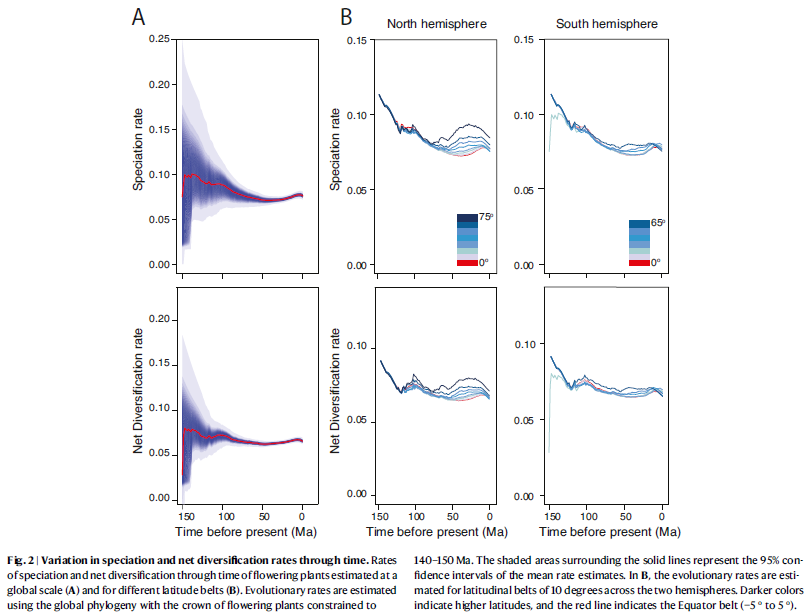 A
B
North hemisphere
South hemisphere
Speciation rate
0.25
0.20
0.15
0.10
0.05
0.00
Speciation rate
0.15
0.10
0.05
0.00
75º
0º
0.15
0.10
0.05
0.00
65º
0º
Net Diversification rate
0.20
0.15
0.10
0.05
0.00
150 100 50 0
Time before present (Ma)
Net Diversification rate
0.10
0.05
0.00
150 100 50 0
Time before present (Ma)
0.10
0.05
0.00
150 100 50 0
Time before present (Ma)
Fig. 2 | Variation in speciation and net diversification rates through time. Rates
of speciation and net diversification through time of flowering plants estimated at a
global scale (A) and for different latitude belts (B). Evolutionary rates are estimated
using the global phylogeny with the crown of flowering plants constrained to
140–150 Ma. The shaded areas surrounding the solid lines represent the 95% con-
fidence intervals of the mean rate estimates. In B, the evolutionary rates are esti-
mated for latitudinal belts of 10 degrees across the two hemispheres. Darker colors
indicate higher latitudes, and the red line indicates the Equator belt (−5 º to 5 º).